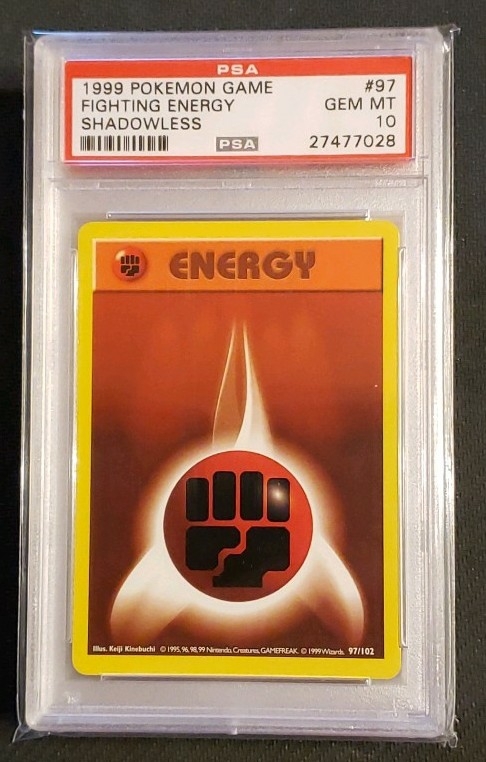 PSA
1999 POKEMON GAME #97
FIGHTING ENERGY GEM MT
SHADOWLESS 10
PSA 27477028
ENERGY
Illus. Keiji Kinebuchi © 1995, 96, 98, 99 Nintendo, Creatures, GAMEFREAK. © 1999 Wizards. 97/102